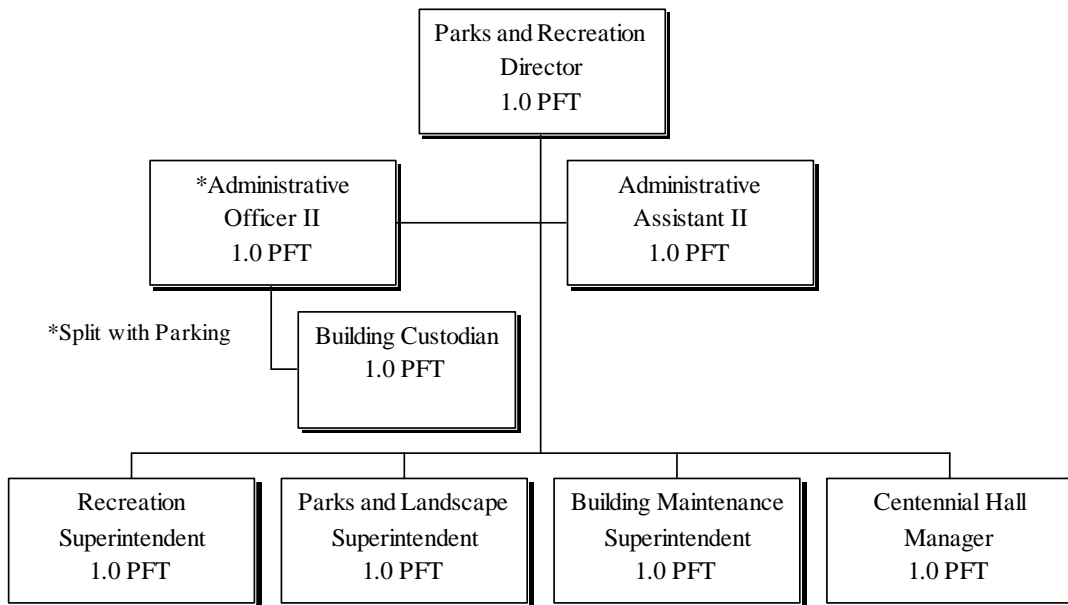 Parks and Recreation
Director
1.0 PFT
*Administrative
Officer II
1.0 PFT
Administrative
Assistant II
1.0 PFT
*Split with Parking
Building Custodian
1.0 PFT
Recreation
Superintendent
1.0 PFT
Parks and Landscape
Superintendent
1.0 PFT
Building Maintenance
Superintendent
1.0 PFT
Centennial Hall
Manager
1.0 PFT